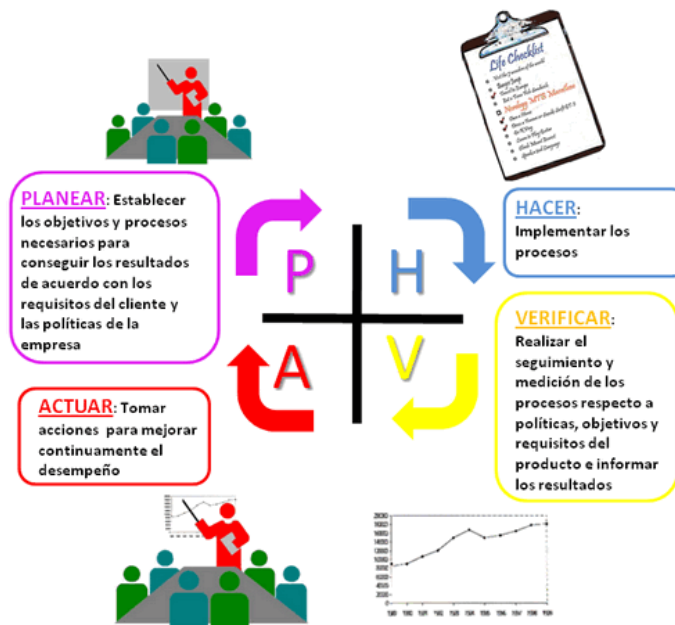 Life Checklist
PLANEAR: Establecer
los objetivos y procesos
necesarios para
conseguir los resultados
de acuerdo con los
requisitos del cliente y
las políticas de la
empresa
P
H
HACER:
Implementar los
procesos
A
V
VERIFICAR:
Realizar el
seguimiento y
medición de los
procesos respecto a
políticas, objetivos y
requisitos del
producto e informar
los resultados
ACTUAR: Tomar
acciones para mejorar
continuamente el
desempeño